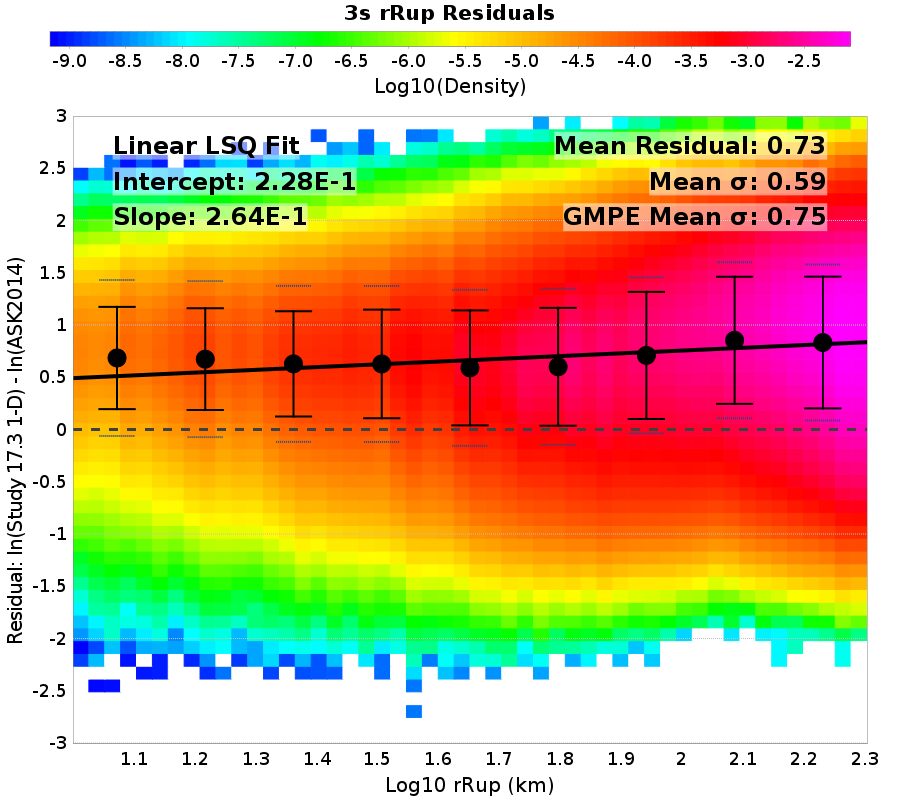 3s rRup Residuals
-9.0 -8.5 -8.0 -7.5 -7.0 -6.5 -6.0 -5.5 -5.0 -4.5 -4.0 -3.5 -3.0 -2.5
Log10(Density)
Linear LSQ Fit
Intercept: 2.28E-1
Slope: 2.64E-1
Mean Residual: 0.73
Mean σ: 0.59
GMPE Mean σ: 0.75
Residual: ln(Study 17.3 1-D) - ln(ASK2014)
3
2.5
2
1.5
1
0.5
0
-0.5
-1
-1.5
-2
-2.5
-3
1.1 1.2 1.3 1.4 1.5 1.6 1.7 1.8 1.9 2 2.1 2.2 2.3
Log10 rRup (km)